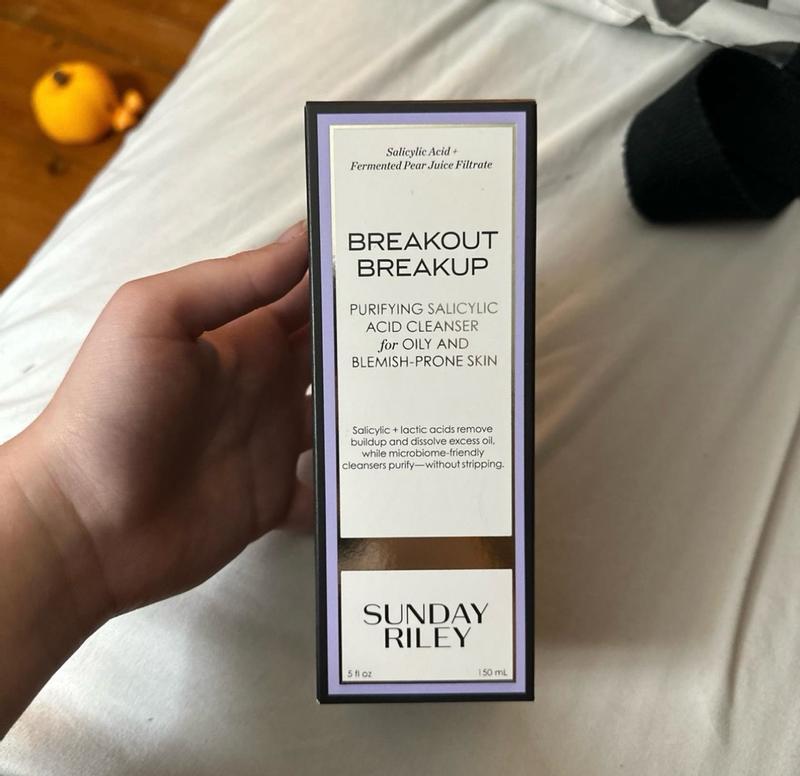 Salicylic Acid +
Fermented Pear Juice Filtrate
BREAKOUT
BREAKUP
PURIFYING SALICYLIC
ACID CLEANSER
for OILY AND
BLEMISH-PRONE SKIN
Salicylic + lactic acids remove
buildup and dissolve excess oil,
while microbiome-friendly
cleansers purify—without stripping.
SUNDAY
RILEY
5 fl oz 150 mL